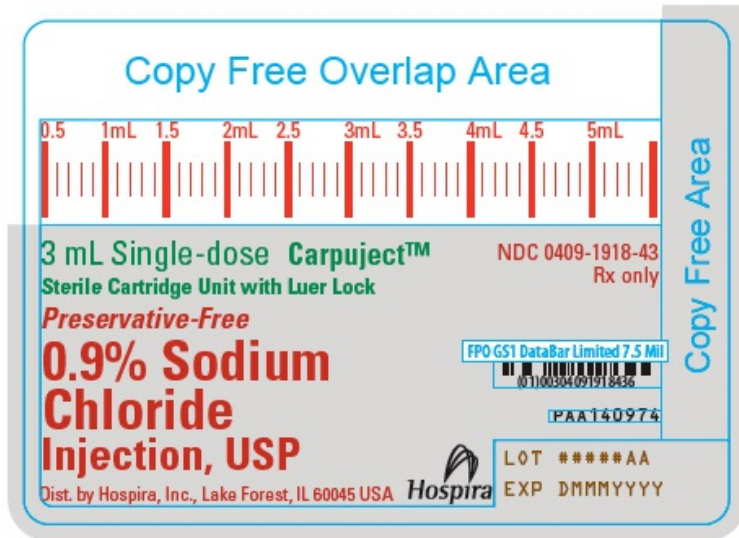 Copy Free Overlap Area
0.5 1mL 1.5 2mL 2.5 3mL 3.5 4mL 4.5 5mL
3 mL Single-dose Carpuject™
Sterile Cartridge Unit with Luer Lock
Preservative-Free
0.9% Sodium
Chloride
Injection, USP
Dist. by Hospira, Inc., Lake Forest, IL 60045 USA
Hospira
NDC 0409-1918-43
Rx only
FPO GS1 DataBar Limited 7.5 Mil
(01)00304091918436
PAA140974
LOT #####AA
EXP DMMMYYYY
Copy Free Area